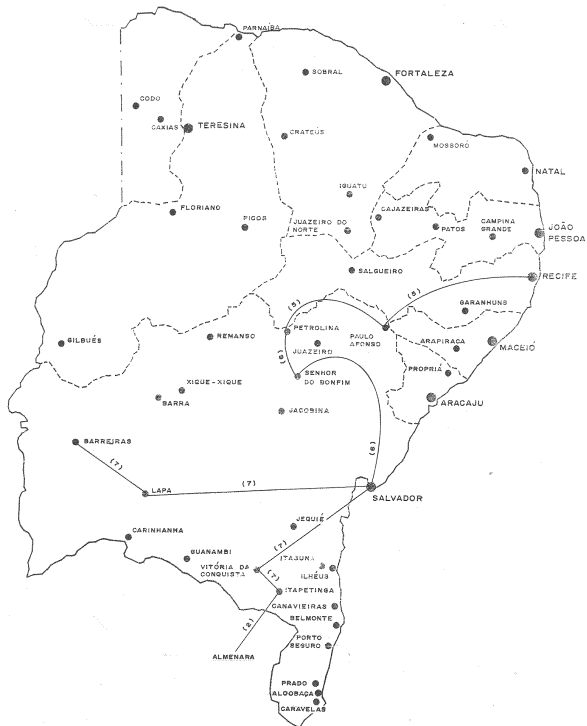 PARNAÍBA
SOBRAL
FORTALEZA
CODO
CAXIAS
TERESINA
CRATEÚS
MOSSORÓ
NATAL
IGUATU
FLORIANO
CAJAZEIRAS
PICOS
JUAZEIRO DO
NORTE
PATOS
CAMPINA
GRANDE
JOÃO
PESSOA
SALGUEIRO
RECIFE
(5)
(5)
GARANHUNS
PETROLINA
PAULO
AFONSO
REMANSO
JUAZEIRO
GILBUÉS
ARAPIRACA
MACEIÓ
(6)
SENHOR
DO BONFIM
PROPRIÁ
XIQUE-XIQUE
BARRA
JACOBINA
ARACAJU
BARREIRAS
(6)
(7)
LAPA
(7)
SALVADOR
JEQUIÉ
CARINHANHA
(7)
GUANAMBI
ITABUNA
VITÓRIA DA
CONQUISTA
ILHÉUS
(7)
ITAPETINGA
CANAVIEIRAS
BELMONTE
(2)
PORTO
SEGURO
ALMENARA
PRADO
ALCOBAÇA
CARAVELAS